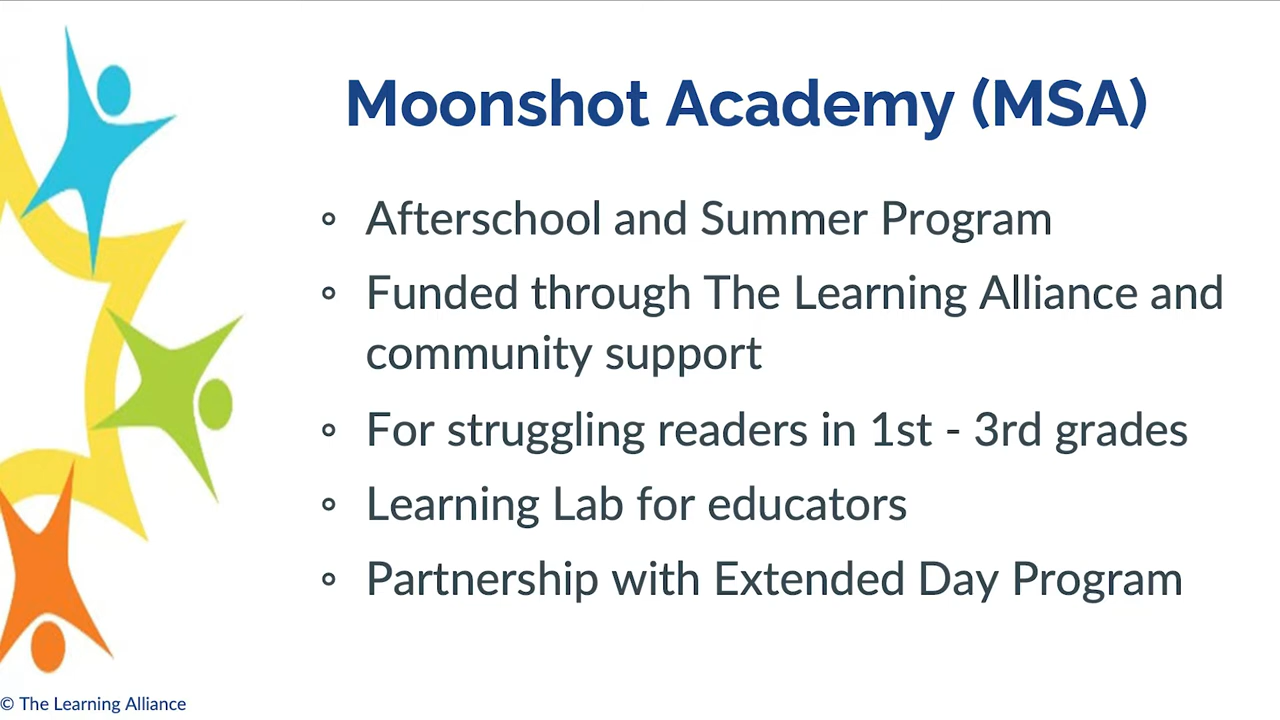 Moonshot Academy (MSA)
◦ Afterschool and Summer Program
◦ Funded through The Learning Alliance and
community support
◦ For struggling readers in 1st - 3rd grades
◦ Learning Lab for educators
◦ Partnership with Extended Day Program
© The Learning Alliance